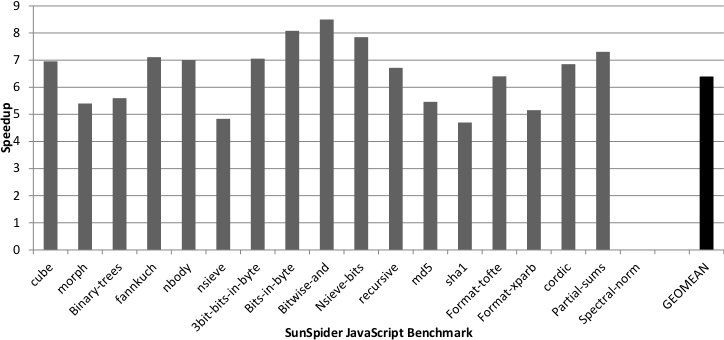 9
8
7
6
5
4
3
2
1
0
Speedup
cube
morph
Binary-trees
fannkuch
nbody
nsieve
3bit-bits-in-byte
Bits-in-byte
Bitwise-and
Nsieve-bits
recursive
md5
sha1
Format-tofte
Format-xparb
cordic
Partial-sums
Spectral-norm
GEOMEAN
SunSpider JavaScript Benchmark